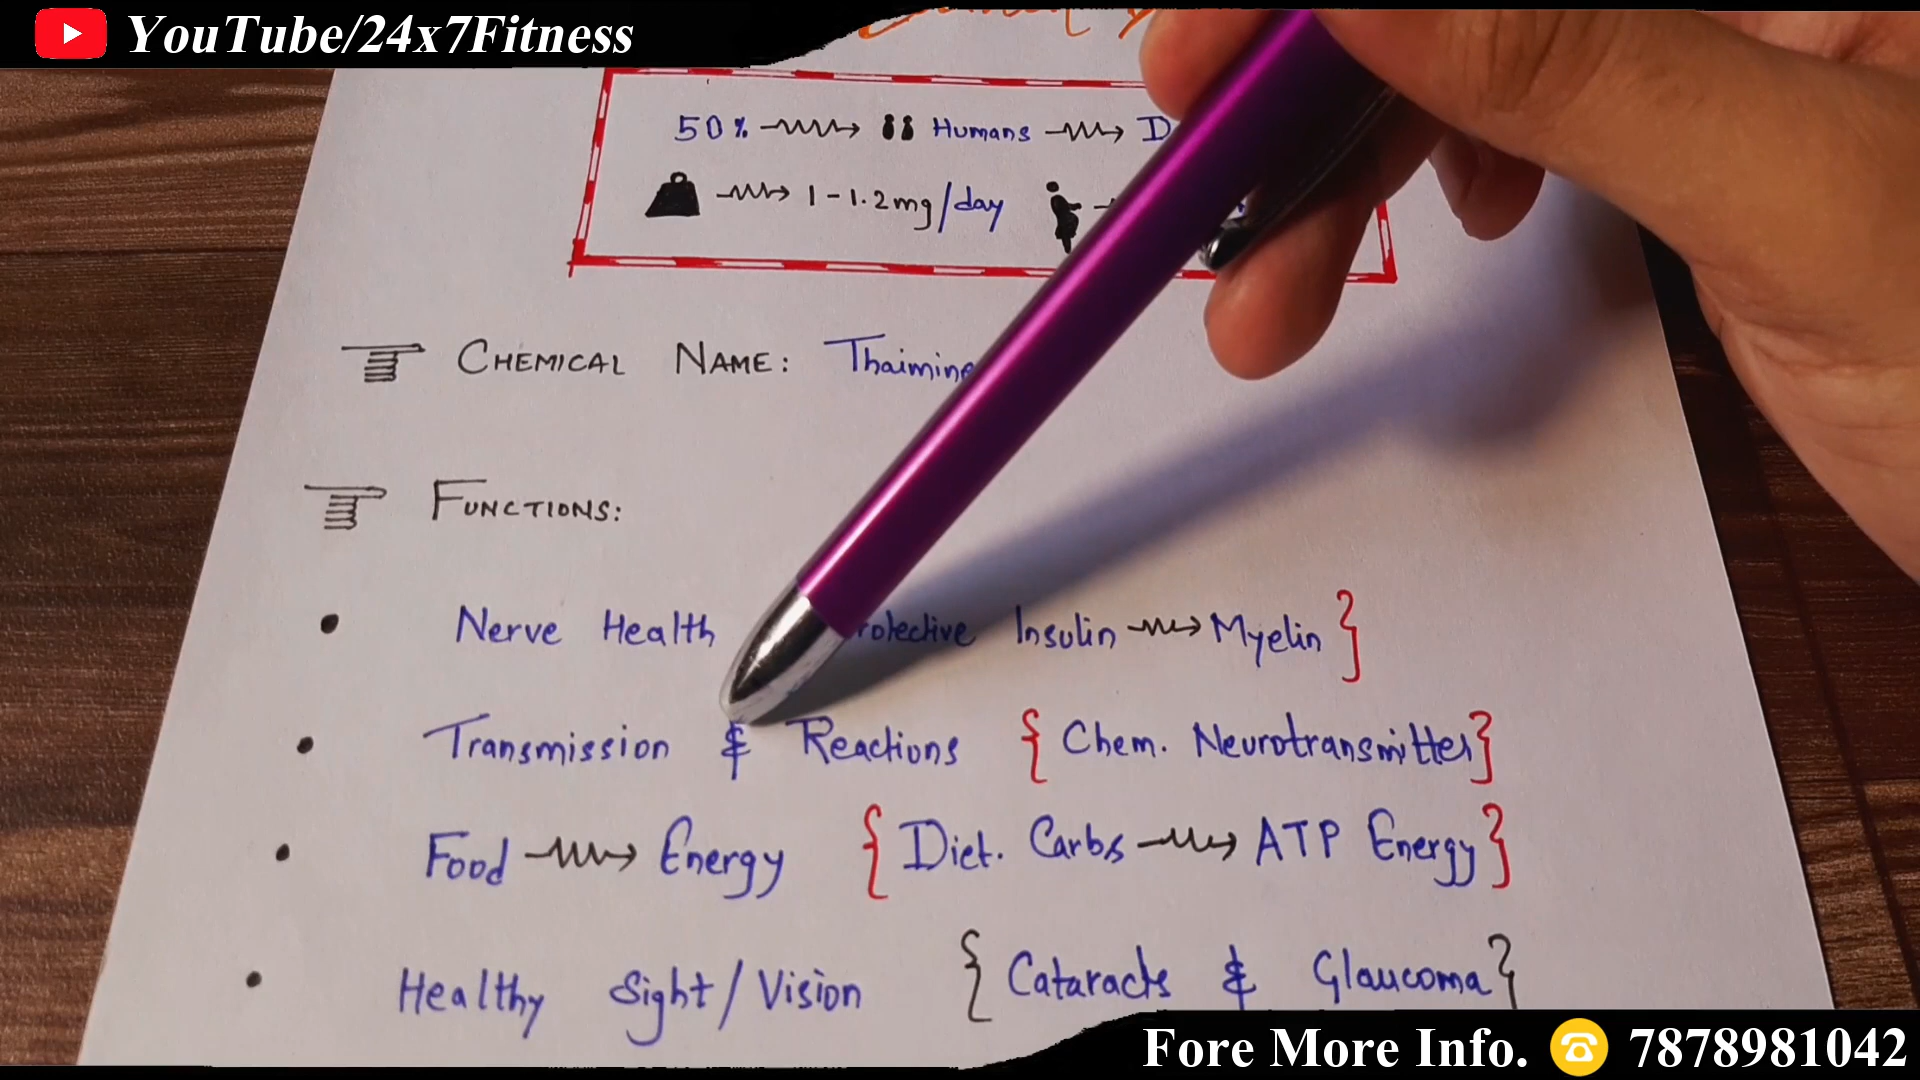 YouTube/24x7Fitness
50% Humans
1-1.2mg/day
CHEMICAL NAME: Thaimine
FUNCTIONS:
Nerve Health Insulin Myelin }
Transmission & Reactions { Chem. Neurotransmitter}
Food Energy { Diet. Carbs ATP Energy }
Healthy Sight/Vision { Cataracts & Glaucoma }
Fore More Info. 7878981042